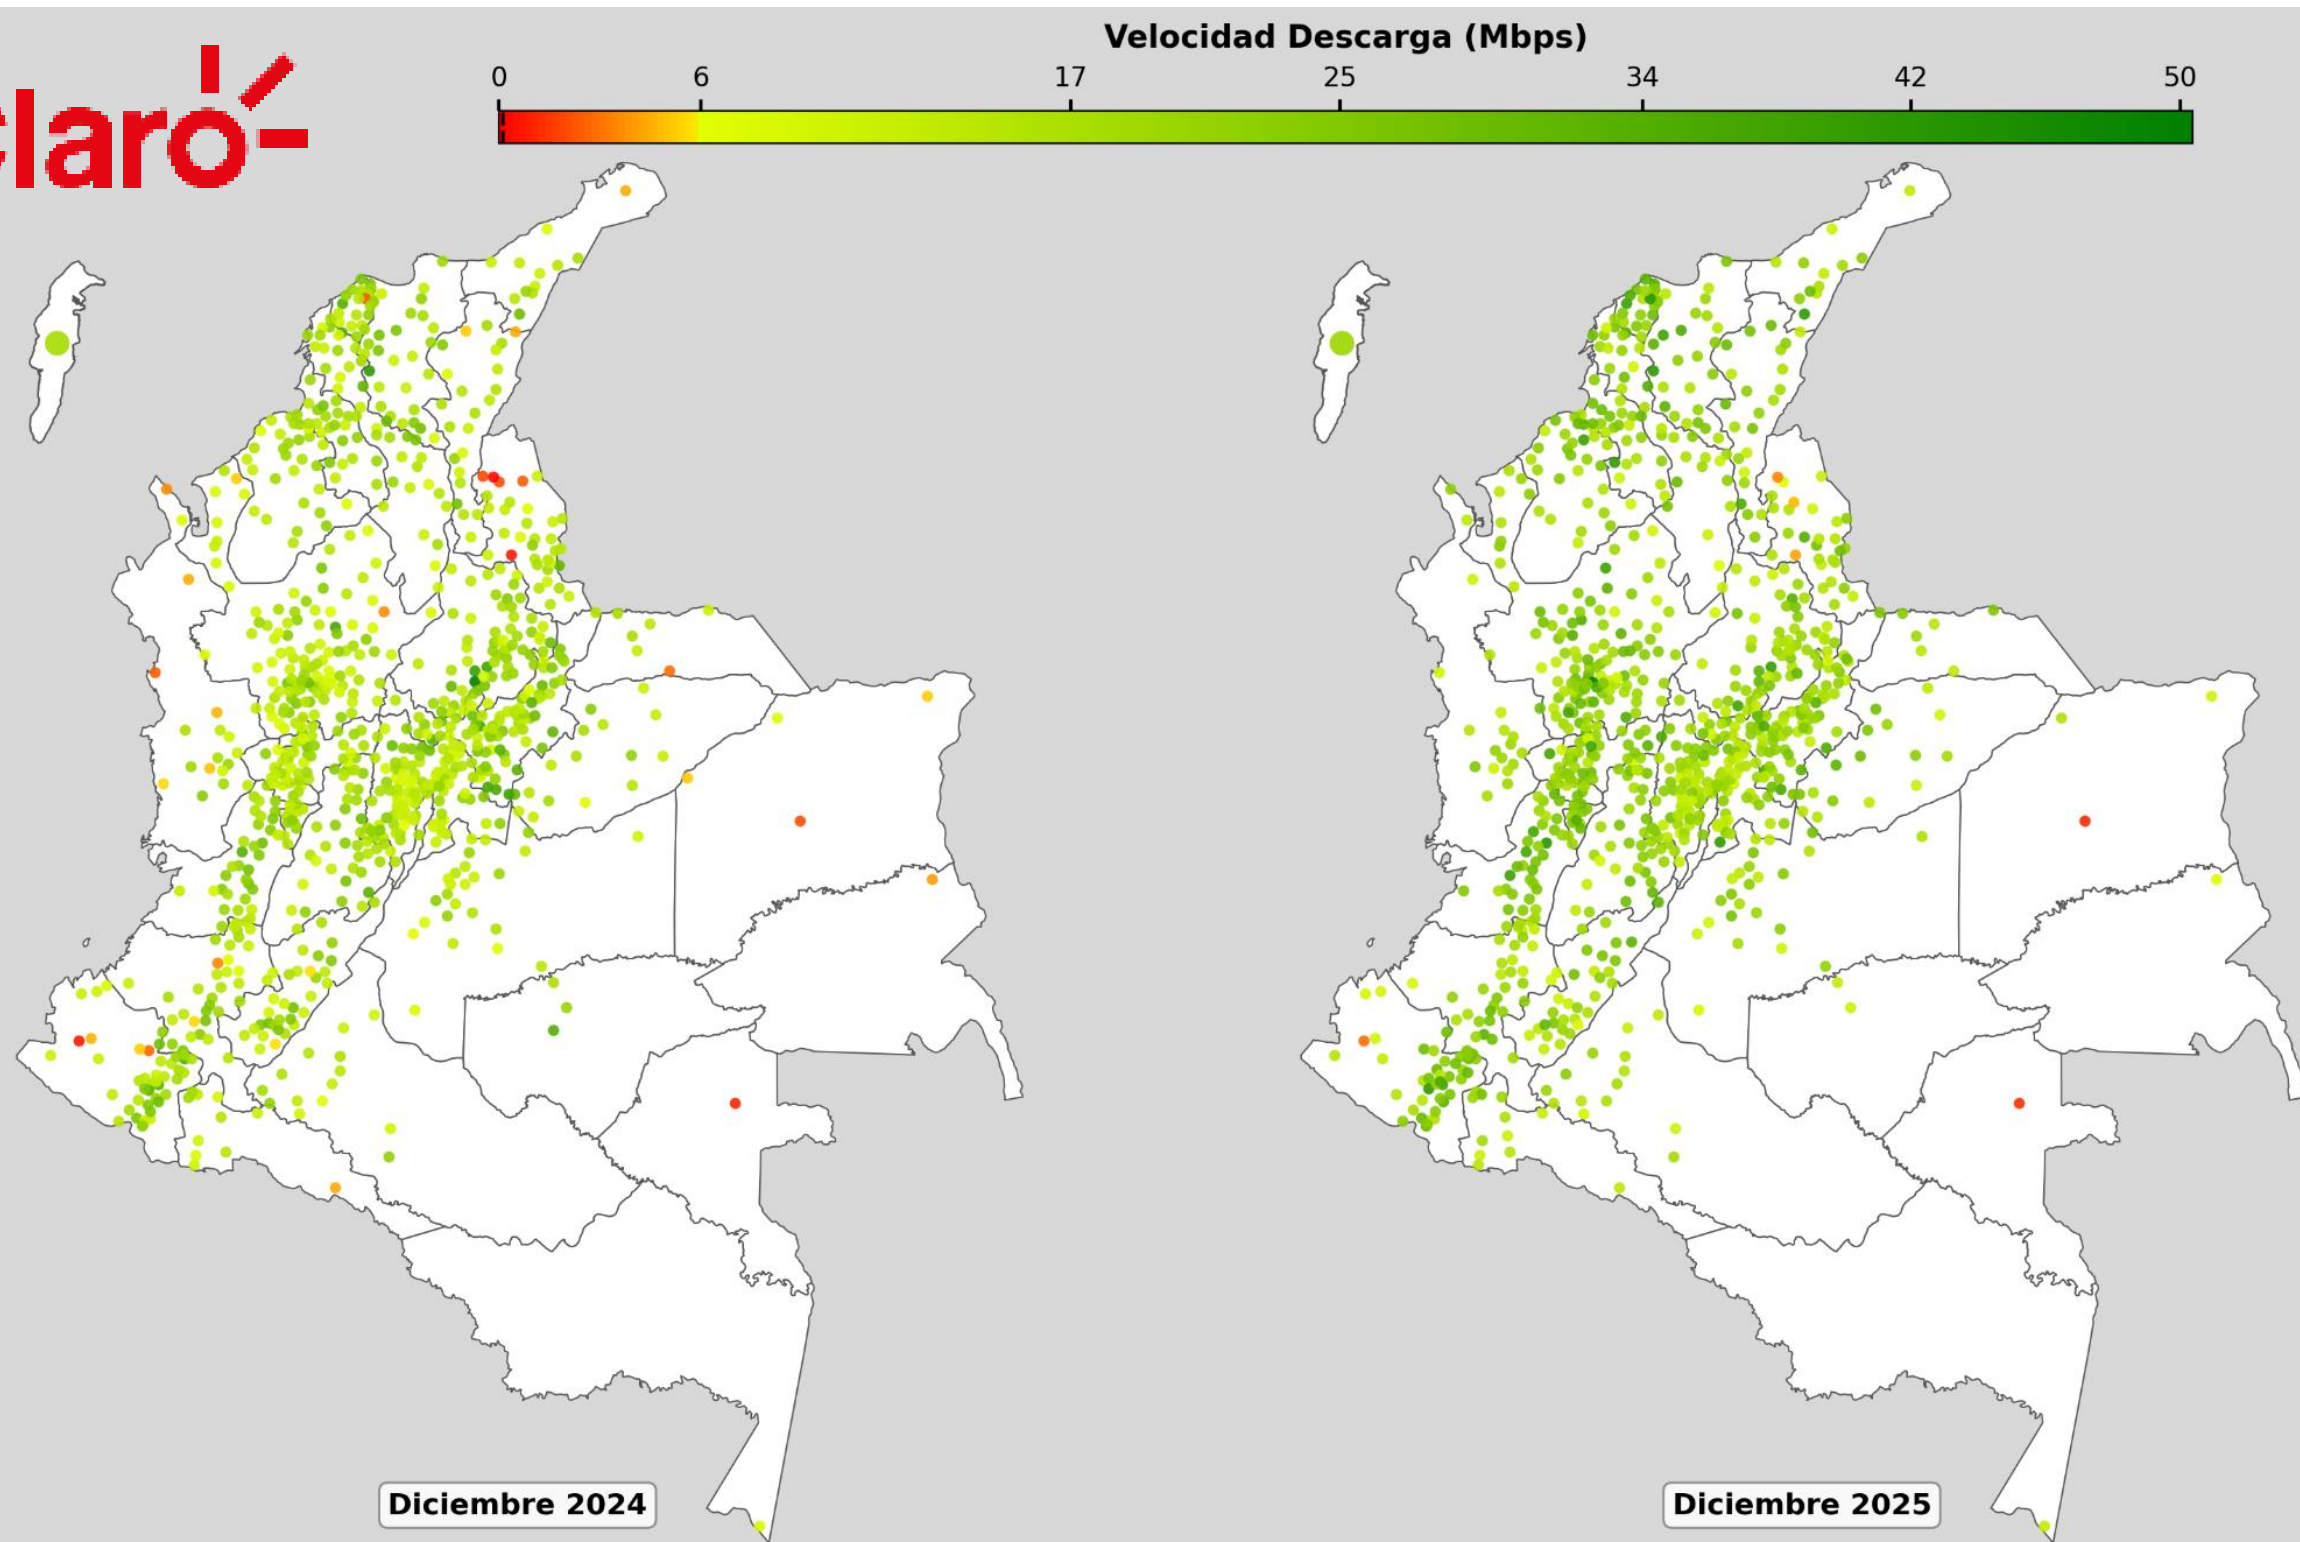 Velocidad Descarga (Mbps)
0 6 17 25 34 42 50
claro
Diciembre 2024
Diciembre 2025